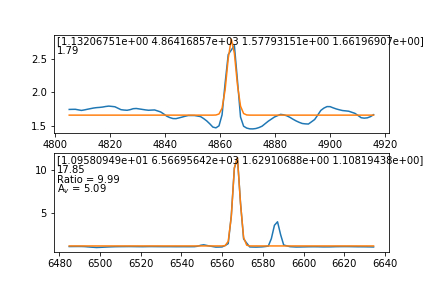 [1.13206751e+00 4.86416857e+03 1.57793151e+00 1.66196907e+00]
1.79
2.5
2.0
1.5
4800 4820 4840 4860 4880 4900 4920
[1.09580949e+01 6.56695642e+03 1.62910688e+00 1.10819438e+00]
17.85
Ratio = 9.99
Av = 5.09
10
5
6480 6500 6520 6540 6560 6580 6600 6620 6640